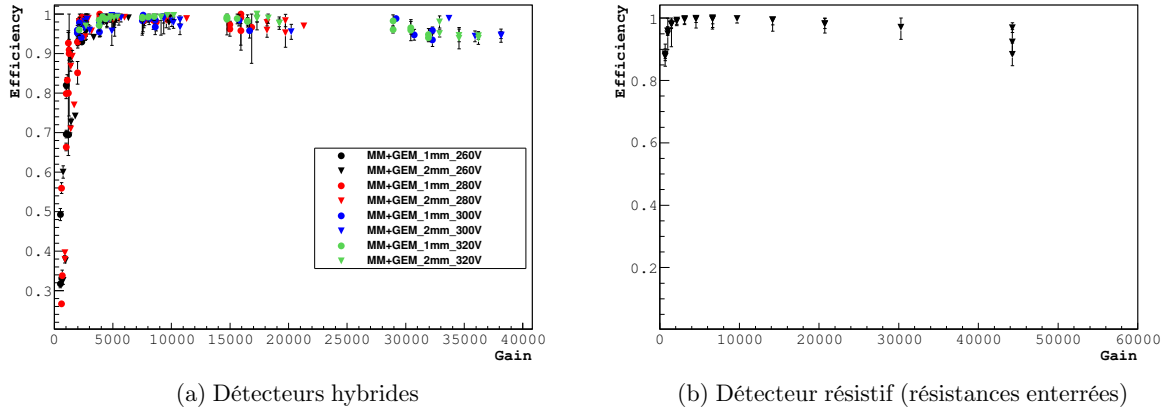 Efficiency
1
0.9
0.8
0.7
0.6
0.5
0.4
0.3
0 5000 10000 15000 20000 25000 30000 35000 40000
Gain
MM+GEM_1mm_260V
MM+GEM_2mm_260V
MM+GEM_1mm_280V
MM+GEM_2mm_280V
MM+GEM_1mm_300V
MM+GEM_2mm_300V
MM+GEM_1mm_320V
MM+GEM_2mm_320V
(a) Détecteurs hybrides
Efficiency
1
0.8
0.6
0.4
0.2
0 10000 20000 30000 40000 50000 60000
Gain
(b) Détecteur résistif (résistances enterrées)